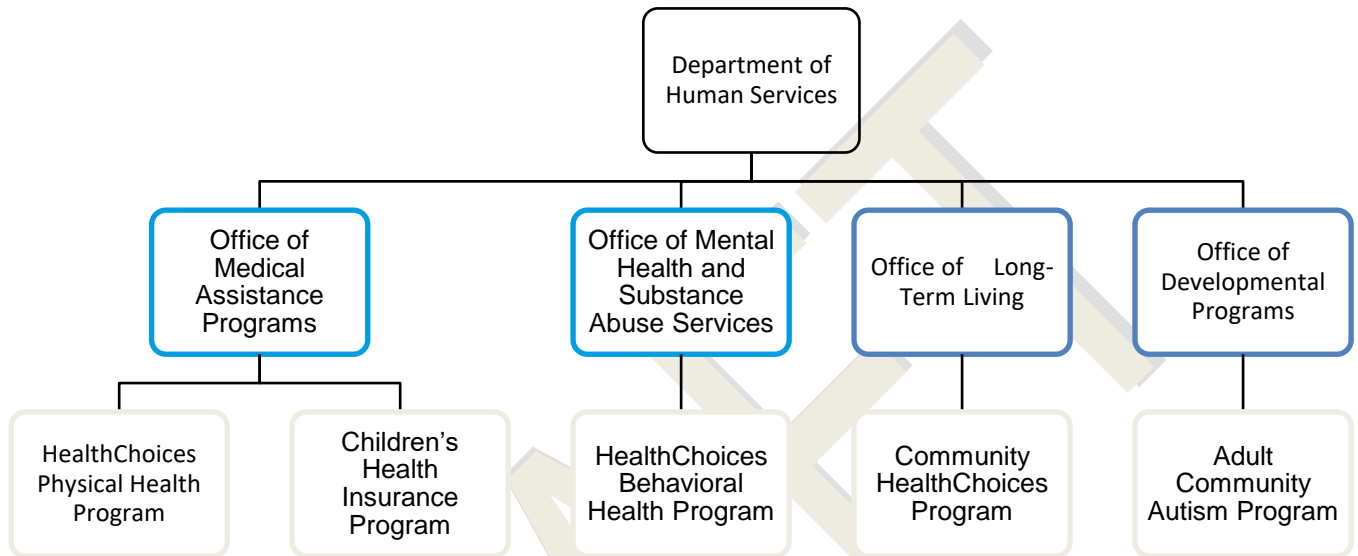 Department of
Human Services
Office of
Medical
Assistance
Programs
Office of Mental
Health and
Substance
Abuse Services
Office of Long-
Term Living
Office of
Developmental
Programs
HealthChoices
Physical Health
Program
Children's
Health
Insurance
Program
HealthChoices
Behavioral
Health Program
Community
HealthChoices
Program
Adult
Community
Autism Program